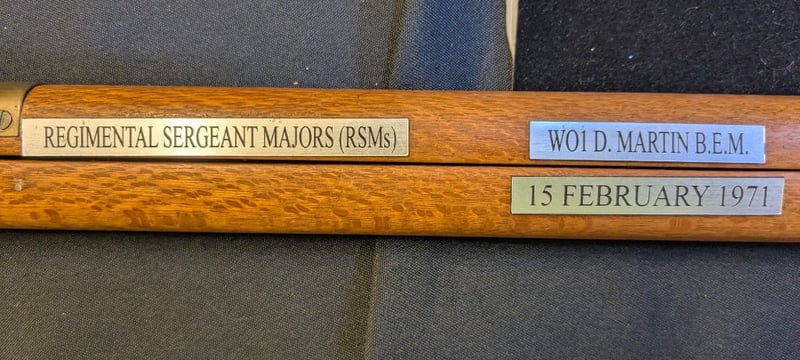 REGIMENTAL SERGEANT MAJORS (RSMs)
WO1 D. MARTIN B.E.M.
15 FEBRUARY 1971